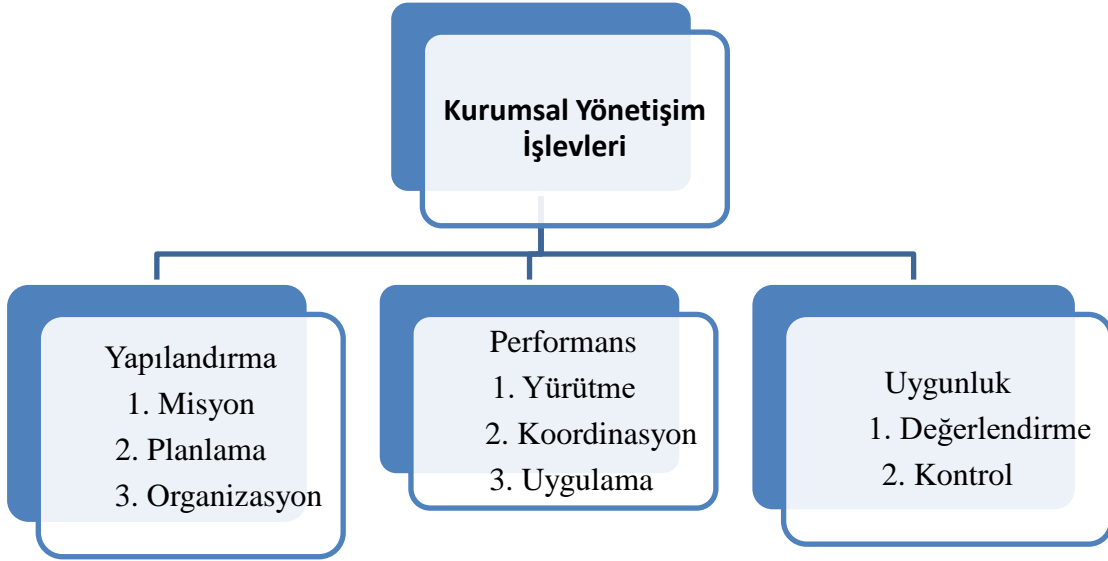 Kurumsal Yönetişim
İşlevleri
Yapılandırma
1. Misyon
2. Planlama
3. Organizasyon
Performans
1. Yürütme
2. Koordinasyon
3. Uygulama
Uygunluk
1. Değerlendirme
2. Kontrol